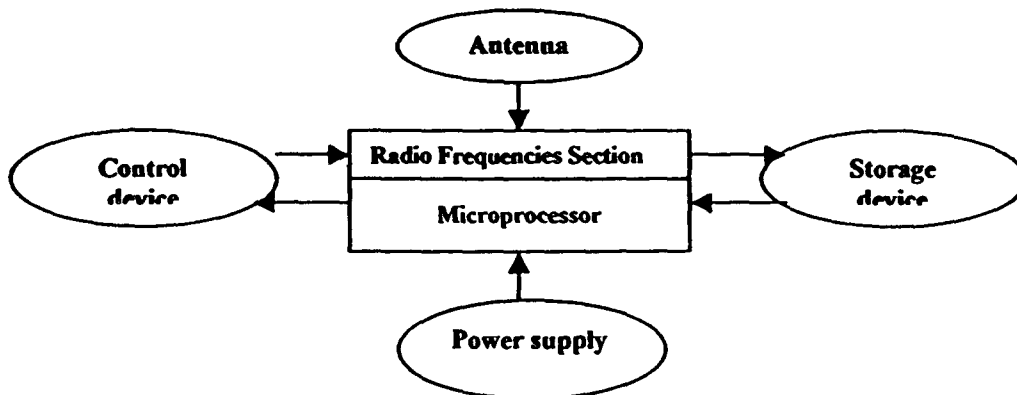 Antenna
Control
device
Radio Frequencies Section
Microprocessor
Storage
device
Power supply